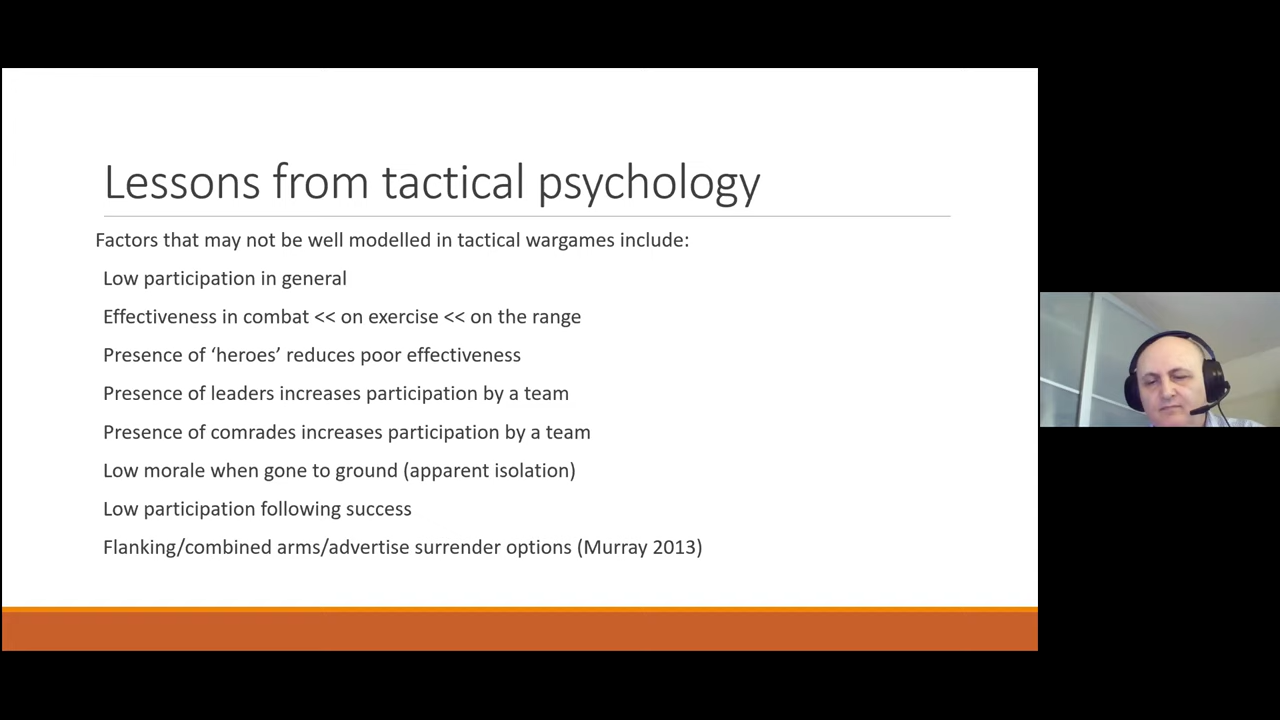 Lessons from tactical psychology
Factors that may not be well modelled in tactical wargames include:
Low participation in general
Effectiveness in combat << on exercise << on the range
Presence of ‘heroes’ reduces poor effectiveness
Presence of leaders increases participation by a team
Presence of comrades increases participation by a team
Low morale when gone to ground (apparent isolation)
Low participation following success
Flanking/combined arms/advertise surrender options (Murray 2013)